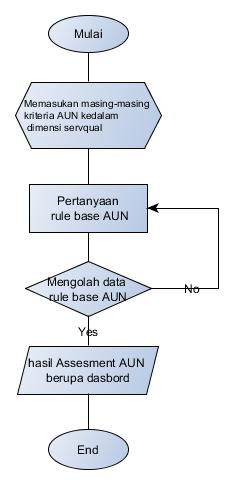 Mulai
Memasukan masing-masing
kriteria AUN kedalam
dimensi servqual
Pertanyaan
rule base AUN
Mengolah data
rule base AUN
No
Yes
hasil Assesment AUN
berupa dasbord
End